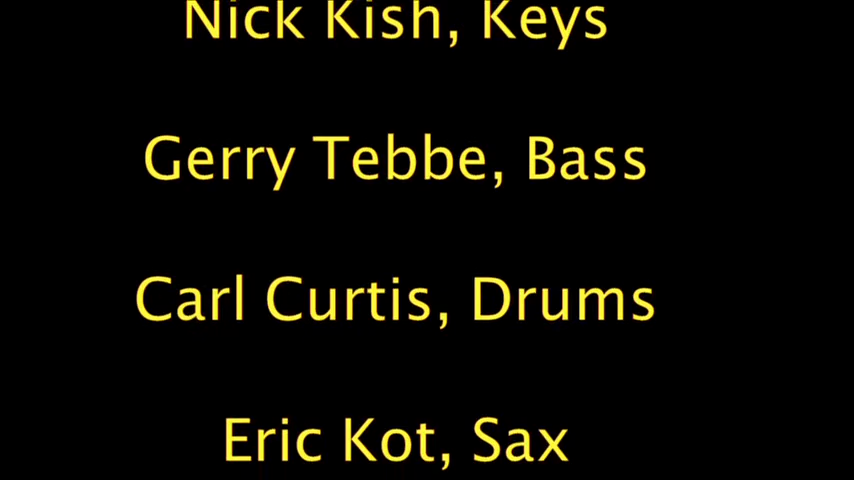 Nick Kish, Keys
Gerry Tebbe, Bass
Carl Curtis, Drums
Eric Kot, Sax